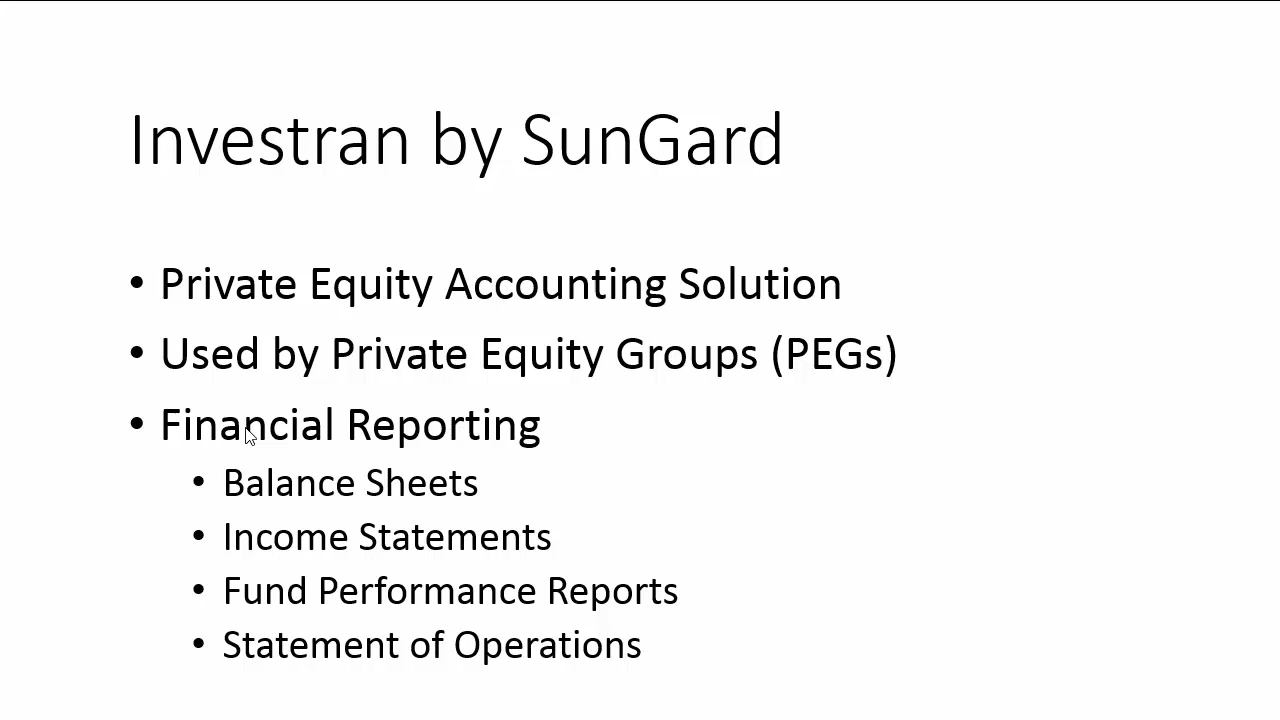 Investran by SunGard
• Private Equity Accounting Solution
• Used by Private Equity Groups (PEGs)
• Financial Reporting
• Balance Sheets
• Income Statements
• Fund Performance Reports
• Statement of Operations